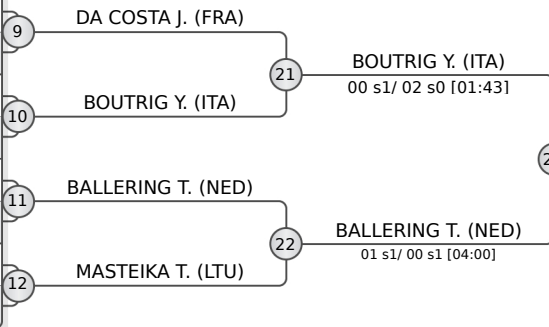 DA COSTA J. (FRA)
9
21
BOUTRIG Y. (ITA)
00 s1/ 02 s0 [01:43]
BOUTRIG Y. (ITA)
10
2
BALLERING T. (NED)
11
22
BALLERING T. (NED)
01 s1/ 00 s1 [04:00]
MASTEIKA T. (LTU)
12